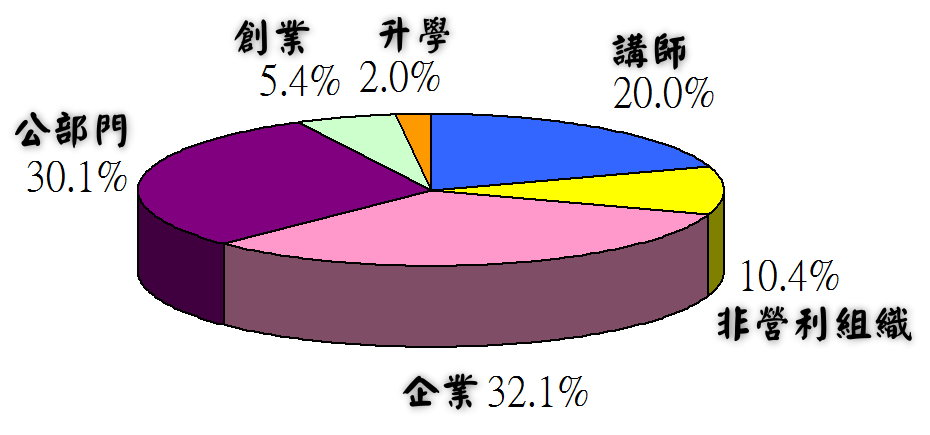 創業
5.4%
升學
2.0%
講師
20.0%
公部門
30.1%
10.4%
非營利組織
企業 32.1%